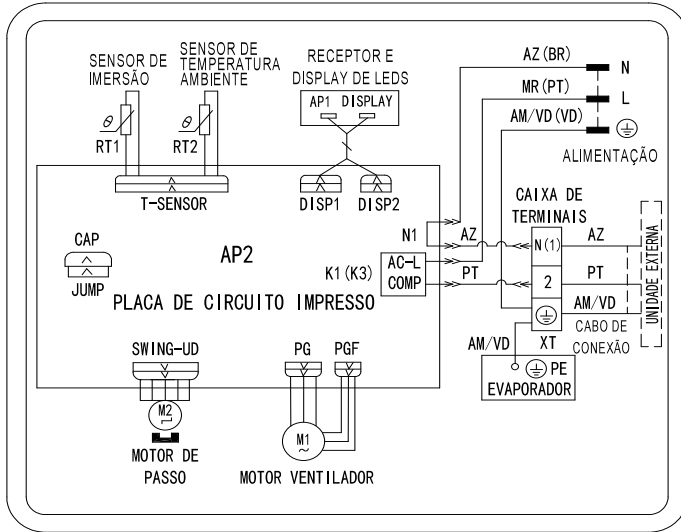 SENSOR DE
IMERSÃO
SENSOR DE
TEMPERATURA
AMBIENTE
RECEPTOR E
DISPLAY DE LEDS
AP1 DISPLAY
θ
RT1
θ
RT2
T-SENSOR
DISP1
DISP2
AZ(BR)
N
MR(PT)
L
AM/VD(VD)
ALIMENTAÇÃO
CAIXA DE
TERMINAIS
CAP
JUMP
AP2
PLACA DE CIRCUITO IMPRESSO
N1
AZ
N(1)
AZ
K1(K3)
AC-L
COMP
PT
2
PT
AM/VD
UNIDADE EXTERNA
CABO DE
CONEXÃO
XT
AM/VD
PE
EVAPORADOR
SWING-UD
PG
PGF
M2
MOTOR DE
PASSO
M1
~
MOTOR VENTILADOR